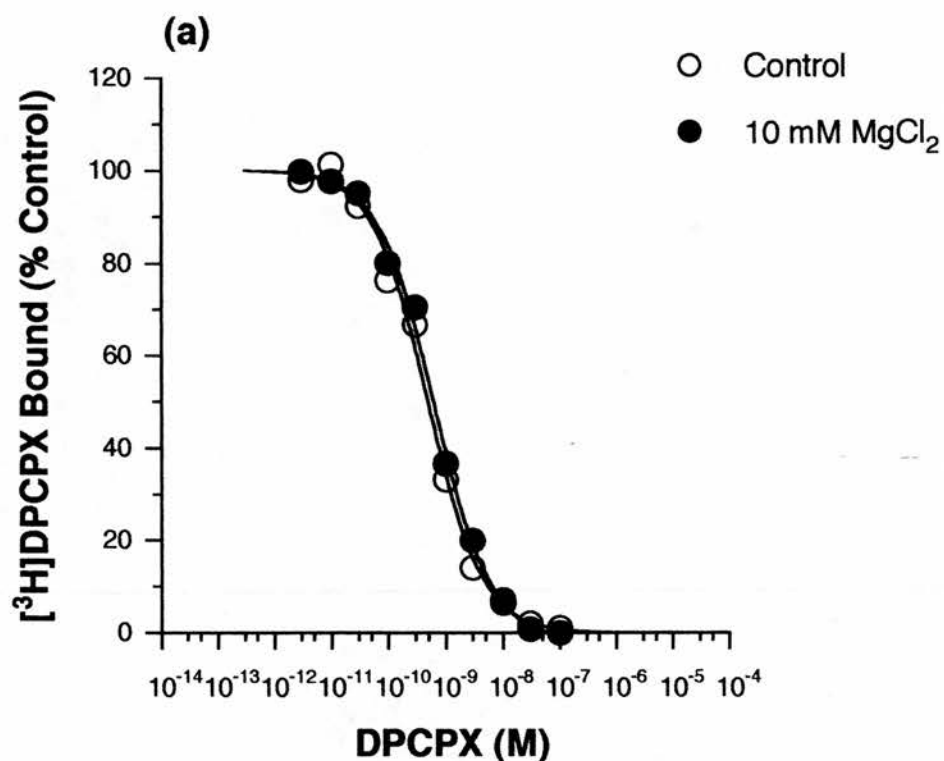 (a)
Control
10 mM MgCl₂
[³H]DPCPX Bound (% Control)
120
100
80
60
40
20
0
10⁻¹⁴ 10⁻¹³ 10⁻¹² 10⁻¹¹ 10⁻¹⁰ 10⁻⁹ 10⁻⁸ 10⁻⁷ 10⁻⁶ 10⁻⁵ 10⁻⁴
DPCPX (M)